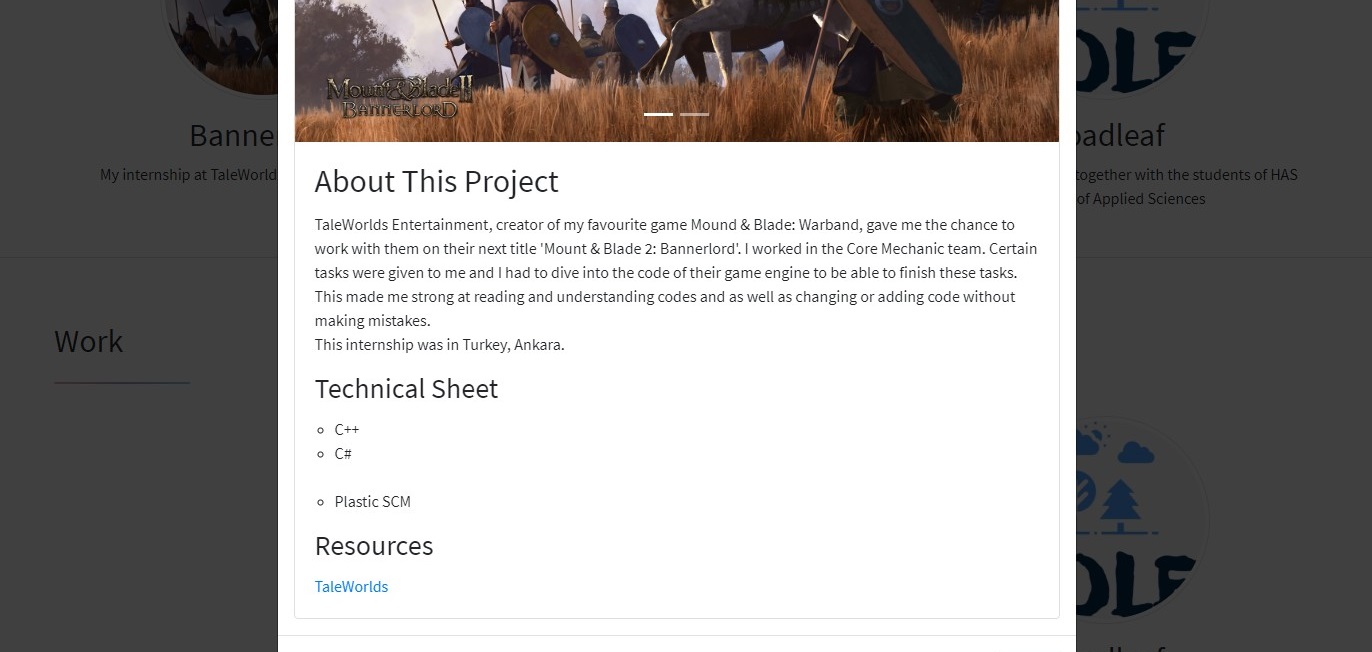 Mount & Blade II
BANNERLORD
Banne
My internship at TaleWorld
oadleaf
together with the students of HAS
of Applied Sciences
About This Project
TaleWorlds Entertainment, creator of my favourite game Mound & Blade: Warband, gave me the chance to
work with them on their next title 'Mount & Blade 2: Bannerlord'. I worked in the Core Mechanic team. Certain
tasks were given to me and I had to dive into the code of their game engine to be able to finish these tasks.
This made me strong at reading and understanding codes and as well as changing or adding code without
making mistakes.
This internship was in Turkey, Ankara.
Work
Technical Sheet
C++
C#
Plastic SCM
Resources
TaleWorlds